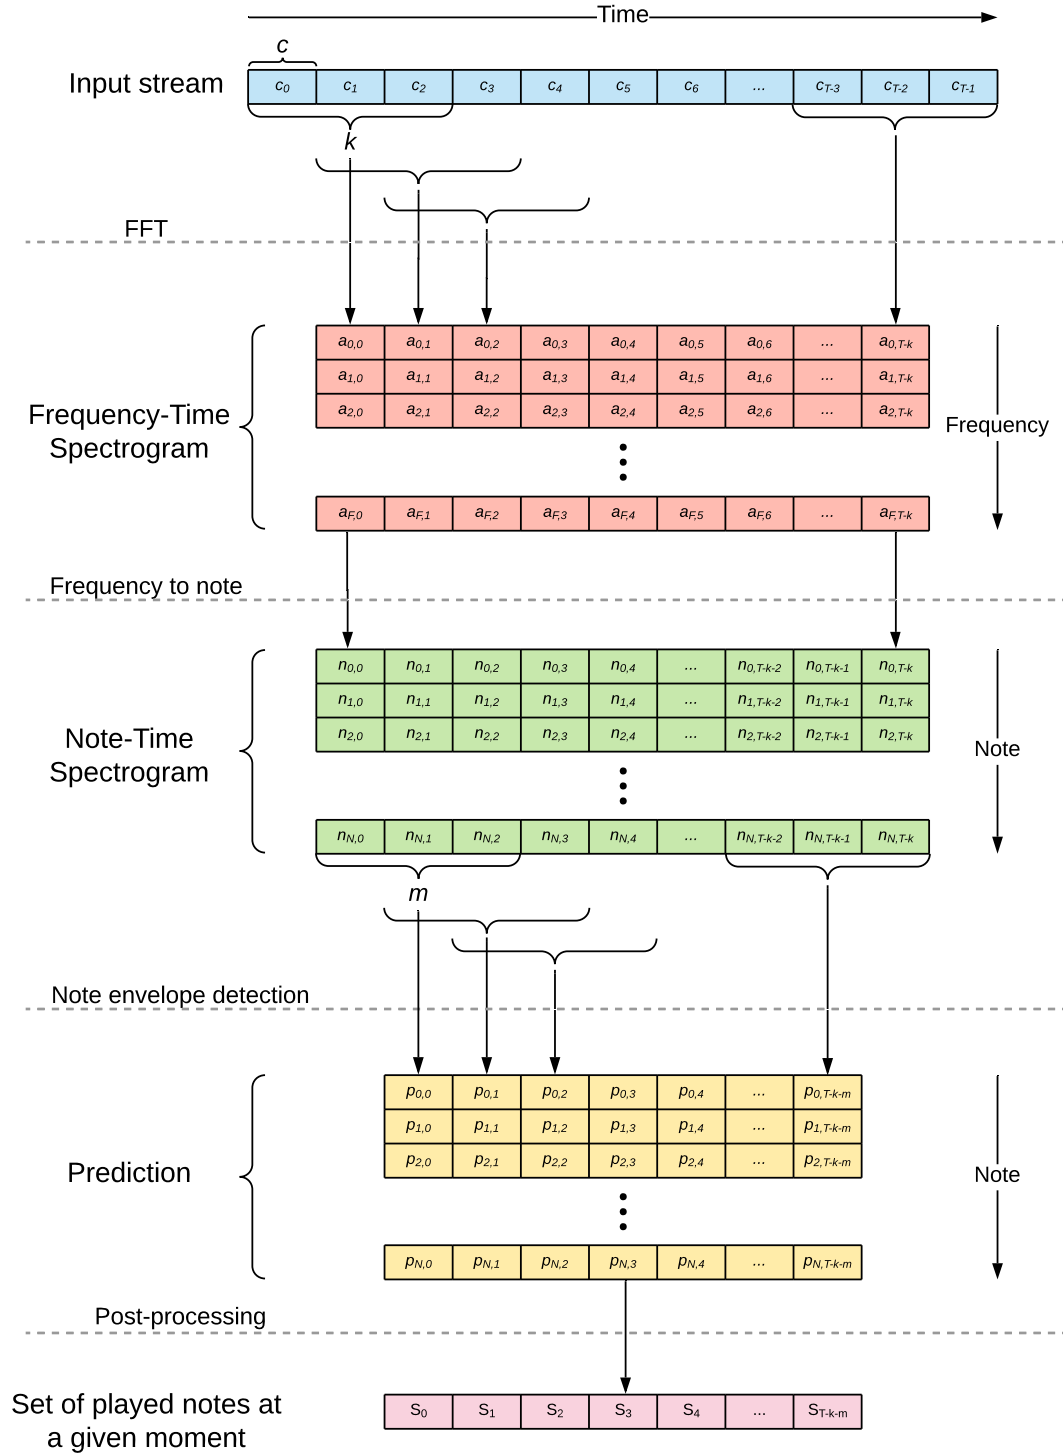 Time
c
Input stream
c0 c1 c2 c3 c4 c5 c6 ... cT-3 cT-2 cT-1
k
FFT
Frequency-Time
Spectrogram
a0,0 a0,1 a0,2 a0,3 a0,4 a0,5 a0,6 ... a0,T-k
a1,0 a1,1 a1,2 a1,3 a1,4 a1,5 a1,6 ... a1,T-k
a2,0 a2,1 a2,2 a2,3 a2,4 a2,5 a2,6 ... a2,T-k
aF,0 aF,1 aF,2 aF,3 aF,4 aF,5 aF,6 ... aF,T-k
Frequency
Frequency to note
Note-Time
Spectrogram
n0,0 n0,1 n0,2 n0,3 n0,4 ... n0,T-k-2 n0,T-k-1 n0,T-k
n1,0 n1,1 n1,2 n1,3 n1,4 ... n1,T-k-2 n1,T-k-1 n1,T-k
n2,0 n2,1 n2,2 n2,3 n2,4 ... n2,T-k-2 n2,T-k-1 n2,T-k
nN,0 nN,1 nN,2 nN,3 nN,4 ... nN,T-k-2 nN,T-k-1 nN,T-k
Note
m
Note envelope detection
Prediction
p0,0 p0,1 p0,2 p0,3 p0,4 ... p0,T-k-m
p1,0 p1,1 p1,2 p1,3 p1,4 ... p1,T-k-m
p2,0 p2,1 p2,2 p2,3 p2,4 ... p2,T-k-m
pN,0 pN,1 pN,2 pN,3 pN,4 ... pN,T-k-m
Note
Post-processing
Set of played notes at
a given moment
S0 S1 S2 S3 S4 ... ST-k-m